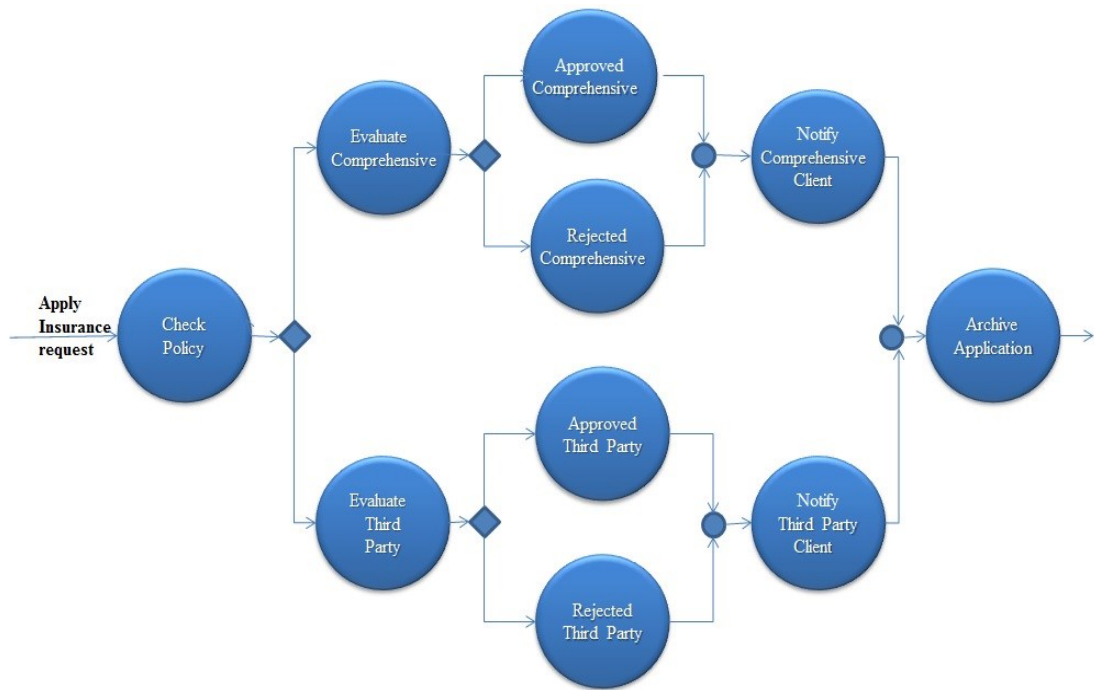 Apply
Insurance
request
Check
Policy
Evaluate
Comprehensive
Approved
Comprehensive
Rejected
Comprehensive
Notify
Comprehensive
Client
Evaluate
Third
Party
Approved
Third Party
Rejected
Third Party
Notify
Third Party
Client
Archive
Application